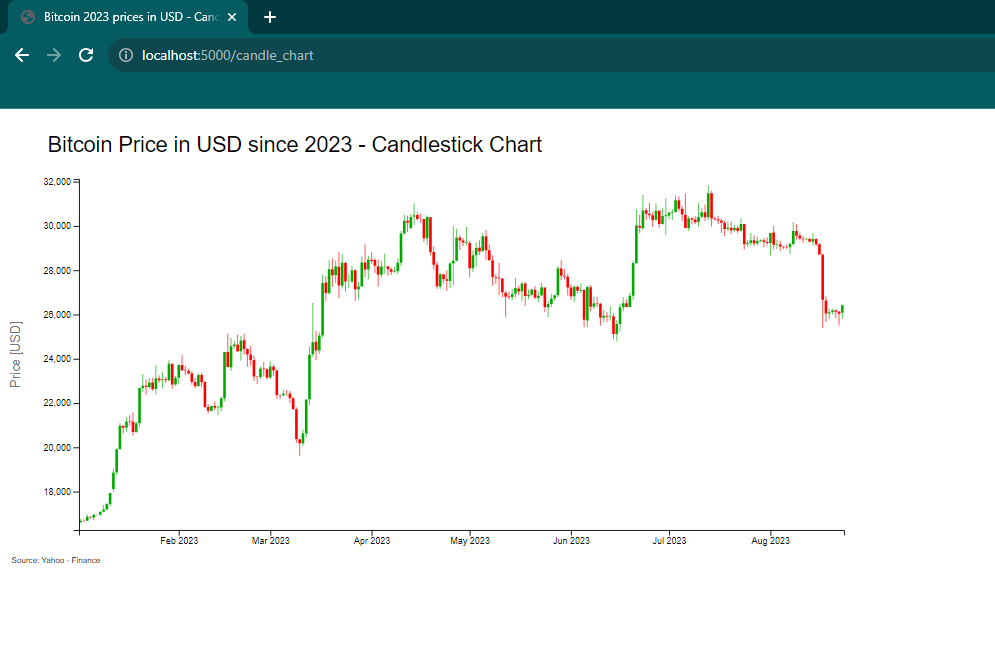 Bitcoin 2023 prices in USD - Can
localhost:5000/candle_chart
Bitcoin Price in USD since 2023 - Candlestick Chart
32,000
30,000
28,000
26,000
24,000
22,000
20,000
18,000
Price [USD]
Feb 2023 Mar 2023 Apr 2023 May 2023 Jun 2023 Jul 2023 Aug 2023
Source: Yahoo - Finance